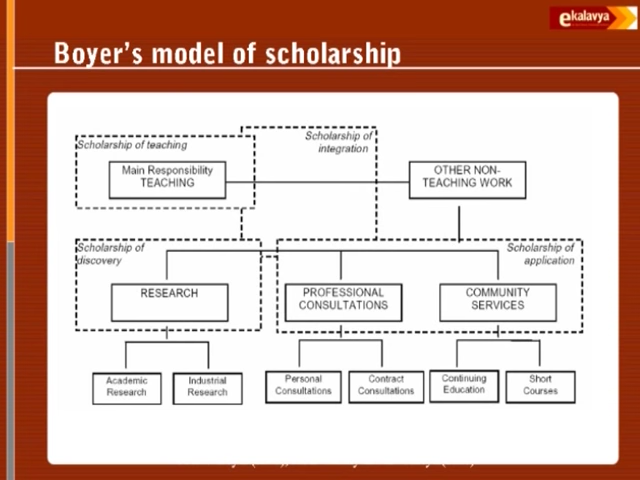 ekalavya
Boyer's model of scholarship
Scholarship of teaching
Scholarship of
integration
Main Responsibility
TEACHING
OTHER NON-
TEACHING WORK
Scholarship of
discovery
Scholarship of
application
RESEARCH
PROFESSIONAL
CONSULTATIONS
COMMUNITY
SERVICES
Academic
Research
Industrial
Research
Personal
Consultations
Contract
Consultations
Continuing
Education
Short
Courses